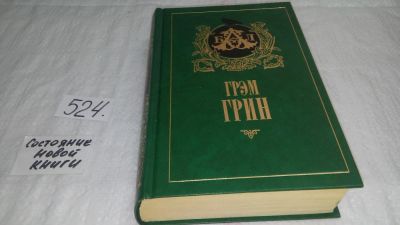 524.
Состояние
новой
книги
ГРЭМ
ГРИН